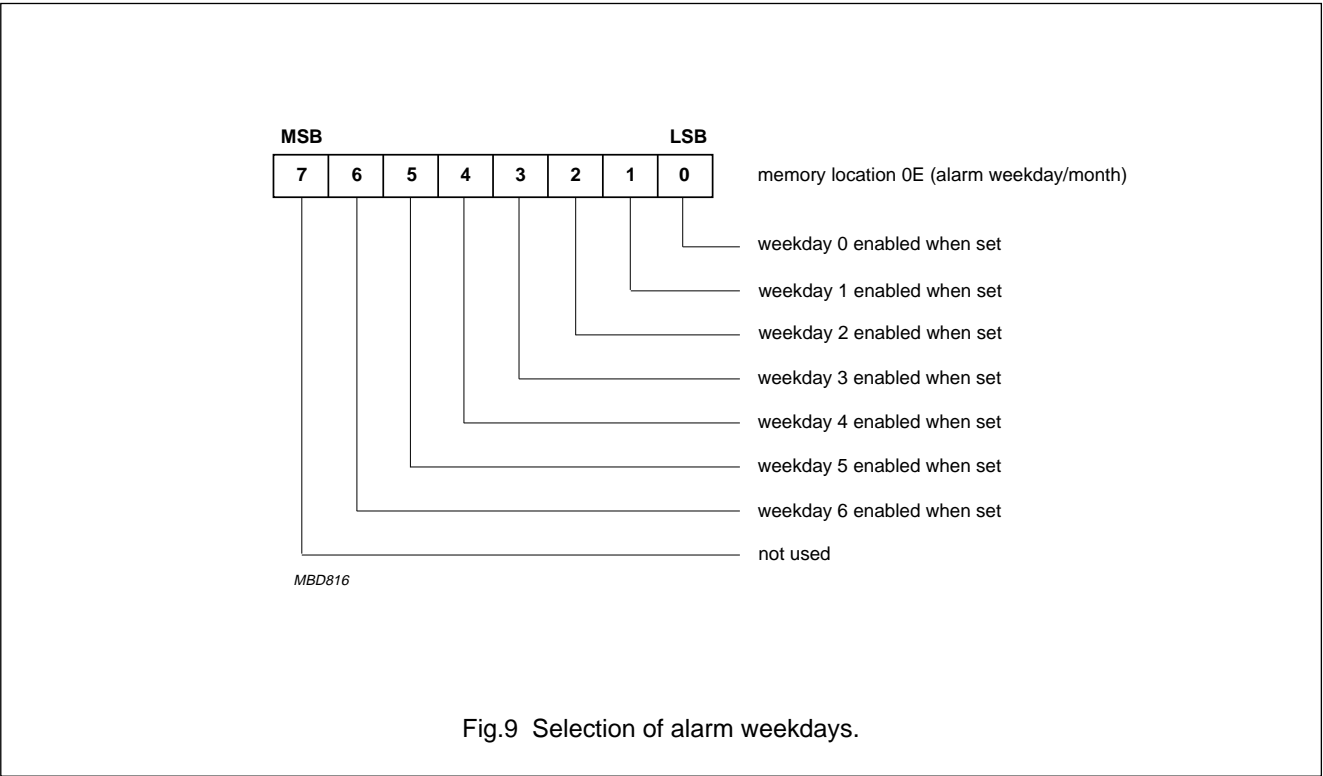 MSB LSB
7 6 5 4 3 2 1 0 memory location 0E (alarm weekday/month)
weekday 0 enabled when set
weekday 1 enabled when set
weekday 2 enabled when set
weekday 3 enabled when set
weekday 4 enabled when set
weekday 5 enabled when set
weekday 6 enabled when set
not used
MBD816
Fig.9 Selection of alarm weekdays.